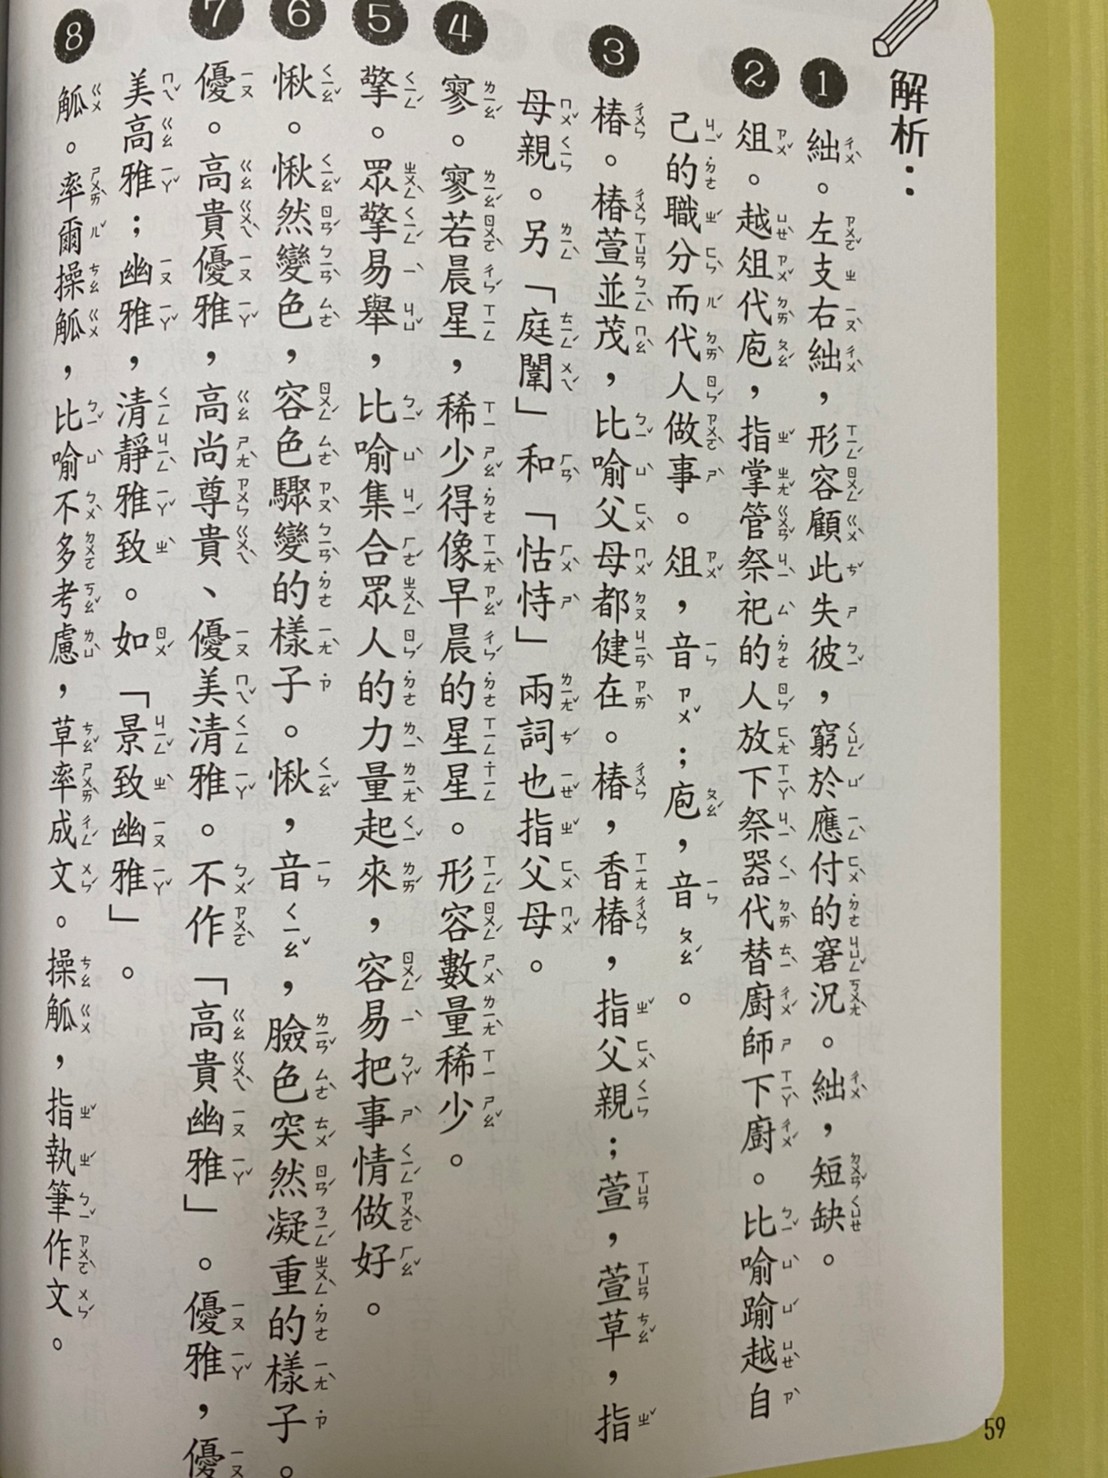 解析：
1 絀。左支右絀，形容顧此失彼，窮於應付的窘況。絀，短缺。
2 俎。越俎代庖，指掌管祭祀的人放下祭器代替廚師下廚。比喻踰越自
己的職分而代人做事。俎，音ㄗㄨˇ；庖，音ㄆㄠˊ。
3 椿。椿萱並茂，比喻父母都健在。椿，香椿，指父親；萱，萱草，指
母親。另「庭闈」和「怙恃」兩詞也指父母。
4 寥。寥若晨星，稀少得像早晨的星星。形容數量稀少。
5 擎。眾擎易舉，比喻集合眾人的力量起來，容易把事情做好。
6 愀。愀然變色，容色驟變的樣子。愀，音ㄑㄧㄠˇ，臉色突然凝重的樣子。
7 優。高貴優雅，高尚尊貴、優美清雅。不作「高貴幽雅」。優雅，優
美高雅；幽雅，清靜雅致。如「景致幽雅」。
8 觚。率爾操觚，比喻不多考慮，草率成文。操觚，指執筆作文。
59